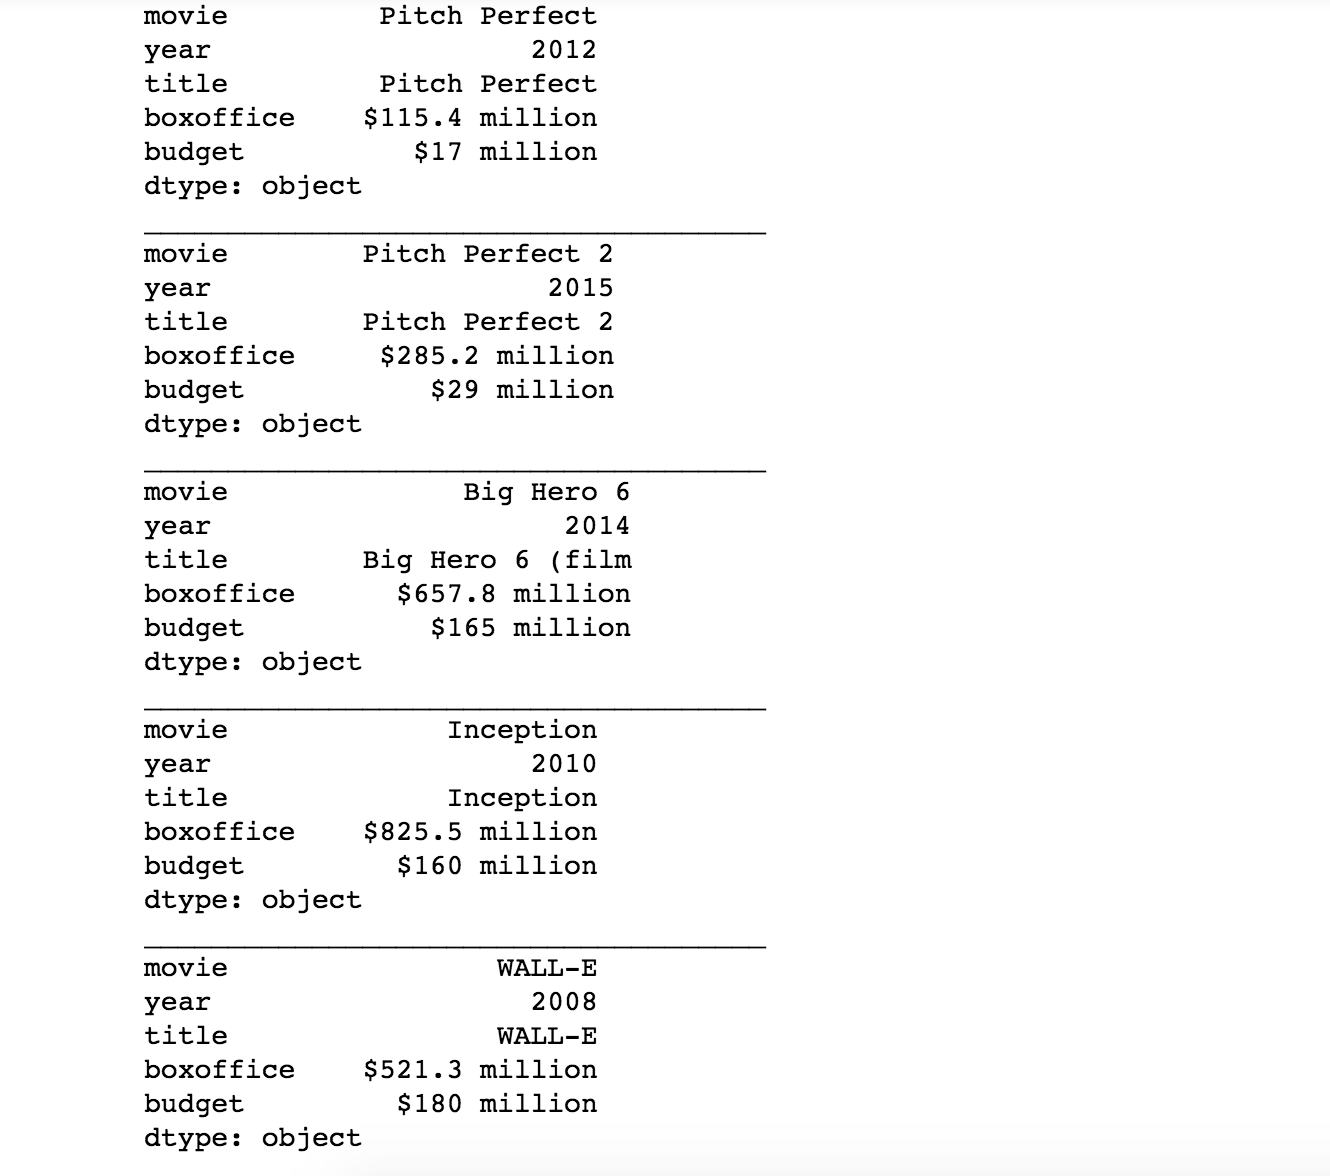 movie Pitch Perfect
year 2012
title Pitch Perfect
boxoffice $115.4 million
budget $17 million
dtype: object
movie Pitch Perfect 2
year 2015
title Pitch Perfect 2
boxoffice $285.2 million
budget $29 million
dtype: object
movie Big Hero 6
year 2014
title Big Hero 6 (film
boxoffice $657.8 million
budget $165 million
dtype: object
movie Inception
year 2010
title Inception
boxoffice $825.5 million
budget $160 million
dtype: object
movie WALL-E
year 2008
title WALL-E
boxoffice $521.3 million
budget $180 million
dtype: object